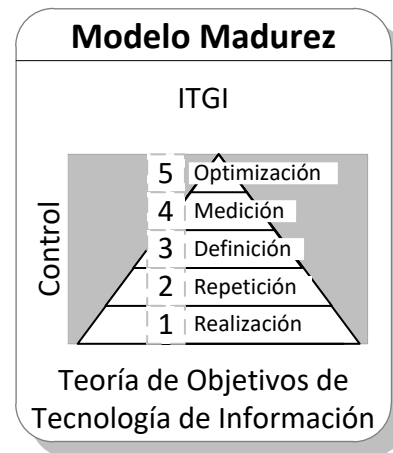 Modelo Madurez
ITGI
Control
5 Optimización
4 Medición
3 Definición
2 Repetición
1 Realización
Teoría de Objetivos de
Tecnología de Información